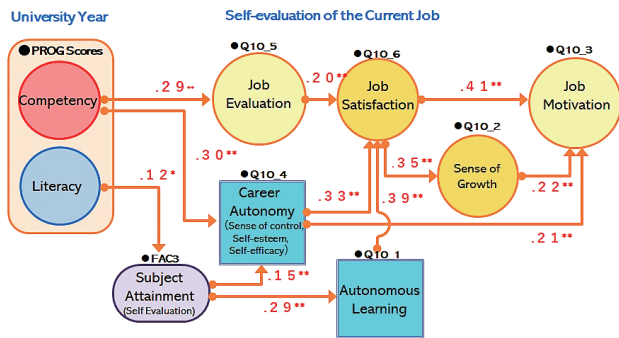 University Year
Self-evaluation of the Current Job
●PROG Scores
●Q10_5
●Q10_6
●Q10_3
Competency
.29**
Job
Evaluation
.20**
Job
Satisfaction
.41**
Job
Motivation
●Q10_2
.30**
●Q10_4
.35**
Sense of
Growth
Literacy
.12*
Career
Autonomy
(Sense of control,
Self-esteem,
Self-efficacy)
.33**
.39**
.22**
.21**
●FAC3
●Q10_1
Subject
Attainment
(Self Evaluation)
.15**
.29**
Autonomous
Learning